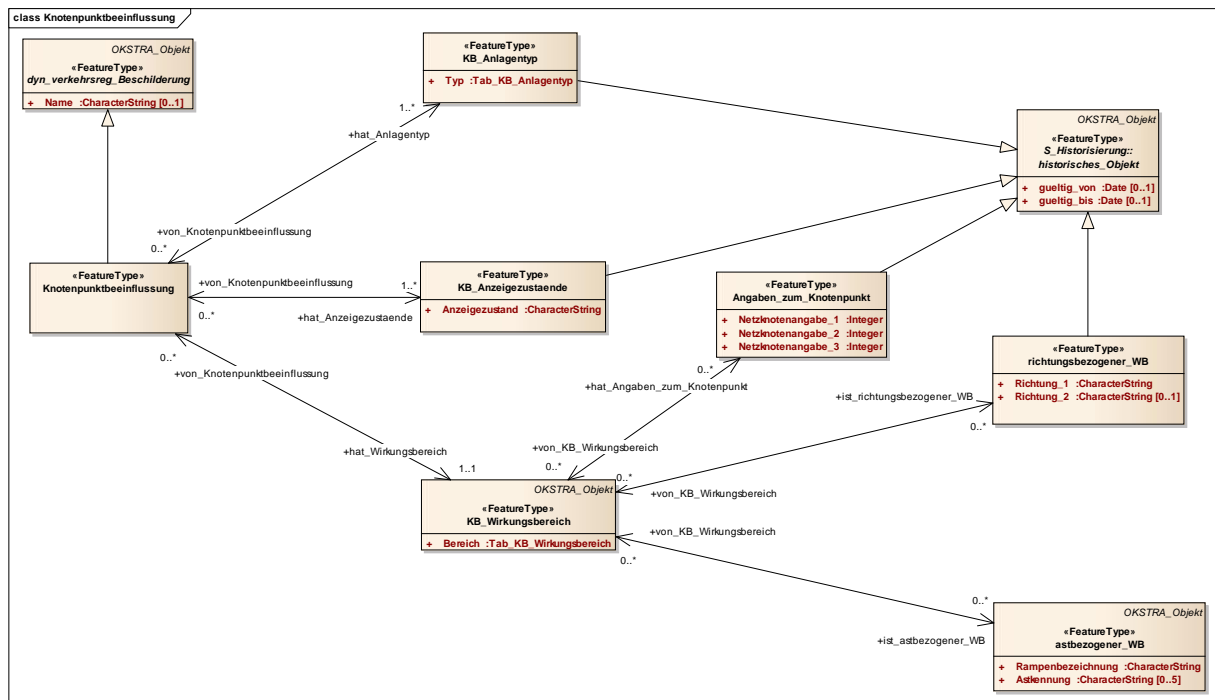 class Knotenpunktbeeinflussung
OKSTRA_Objekt
«FeatureType»
dyn_verkehrsreg_Beschilderung
+ Name :CharacterString [0..1]
«FeatureType»
KB_Anlagentyp
+ Typ :Tab_KB_Anlagentyp
OKSTRA_Objekt
«FeatureType»
S_Historisierung::
historisches_Objekt
+ gueltig_von :Date [0..1]
+ gueltig_bis :Date [0..1]
1..*
+hat_Anlagentyp
+von_Knotenpunktbeeinflussung
0..*
«FeatureType»
Knotenpunktbeeinflussung
+von_Knotenpunktbeeinflussung
1..*
0..*
+hat_Anzeigezustaende
«FeatureType»
KB_Anzeigezustaende
+ Anzeigezustand :CharacterString
«FeatureType»
Angaben_zum_Knotenpunkt
+ Netzknotenangabe_1 :Integer
+ Netzknotenangabe_2 :Integer
+ Netzknotenangabe_3 :Integer
«FeatureType»
richtungsbezogener_WB
+ Richtung_1 :CharacterString
+ Richtung_2 :CharacterString [0..1]
0..*
+von_Knotenpunktbeeinflussung
0..*
+hat_Angaben_zum_Knotenpunkt
+ist_richtungsbezogener_WB
0..*
+hat_Wirkungsbereich
1..1
+von_KB_Wirkungsbereich
0..*
0..*
+von_KB_Wirkungsbereich
OKSTRA_Objekt
«FeatureType»
KB_Wirkungsbereich
+ Bereich :Tab_KB_Wirkungsbereich
+von_KB_Wirkungsbereich
0..*
0..*
+ist_astbezogener_WB
OKSTRA_Objekt
«FeatureType»
astbezogener_WB
+ Rampenbezeichnung :CharacterString
+ Astkennung :CharacterString [0..5]